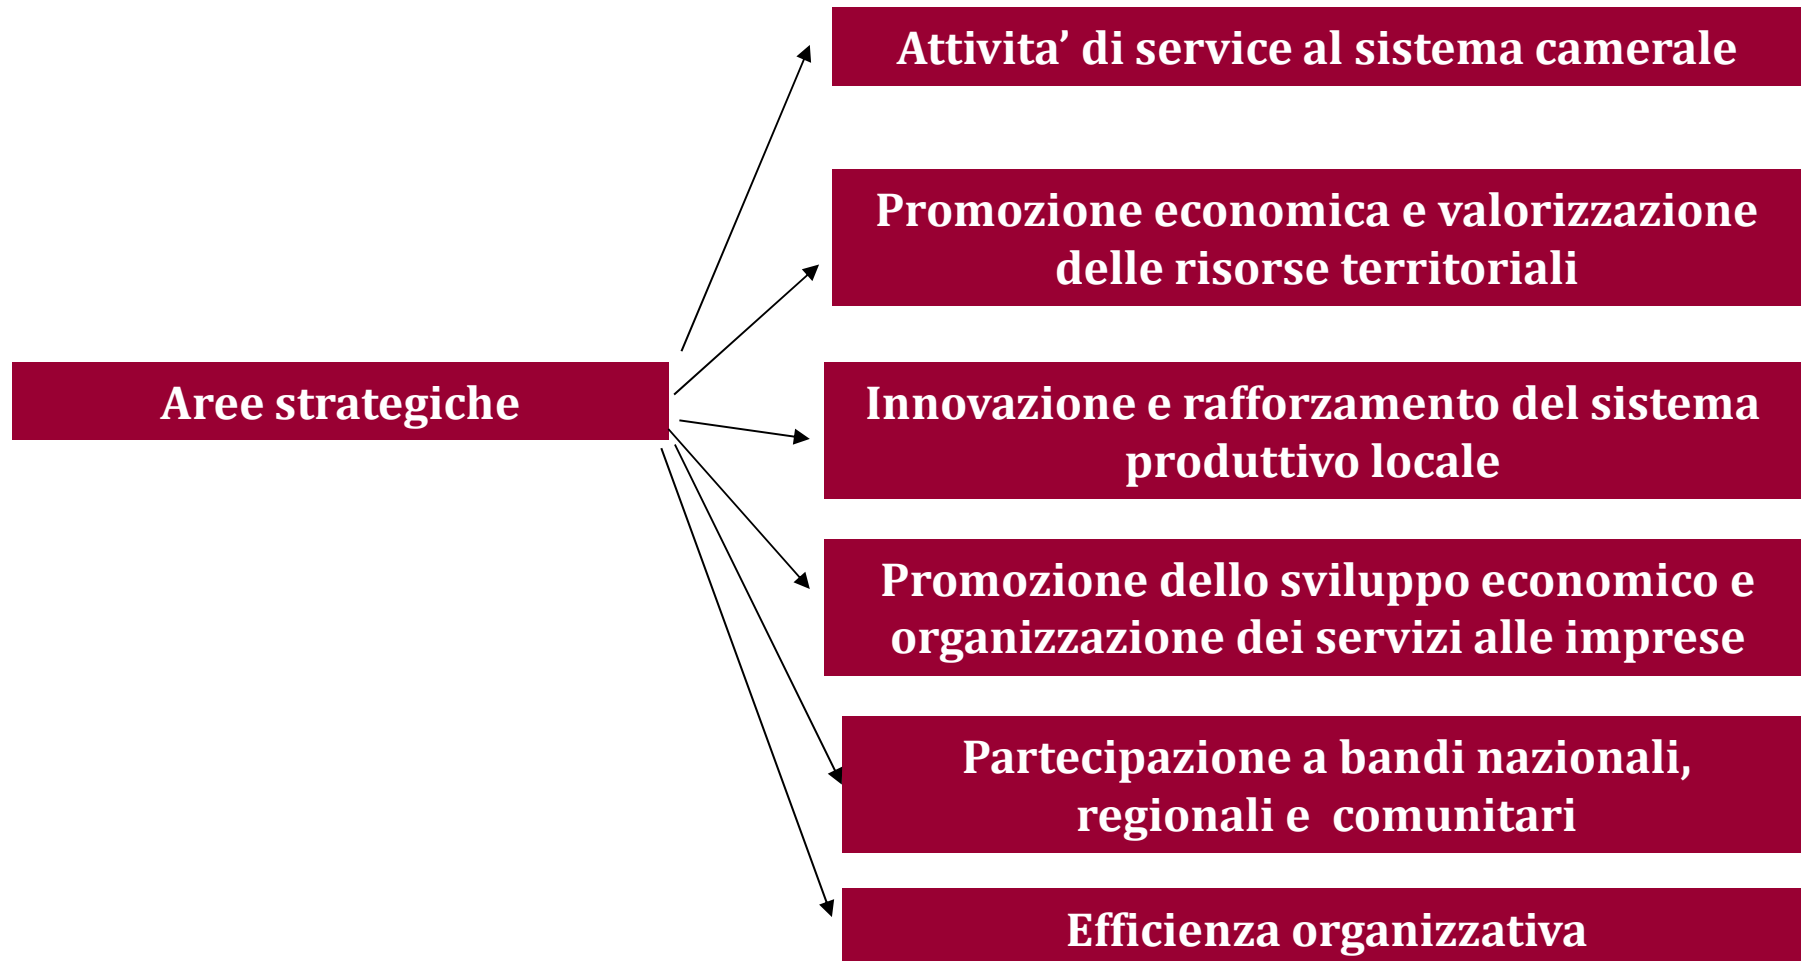 Attivita’ di service al sistema camerale
Promozione economica e valorizzazione
delle risorse territoriali
Aree strategiche
Innovazione e rafforzamento del sistema
produttivo locale
Promozione dello sviluppo economico e
organizzazione dei servizi alle imprese
Partecipazione a bandi nazionali,
regionali e  comunitari
Efficienza organizzativa